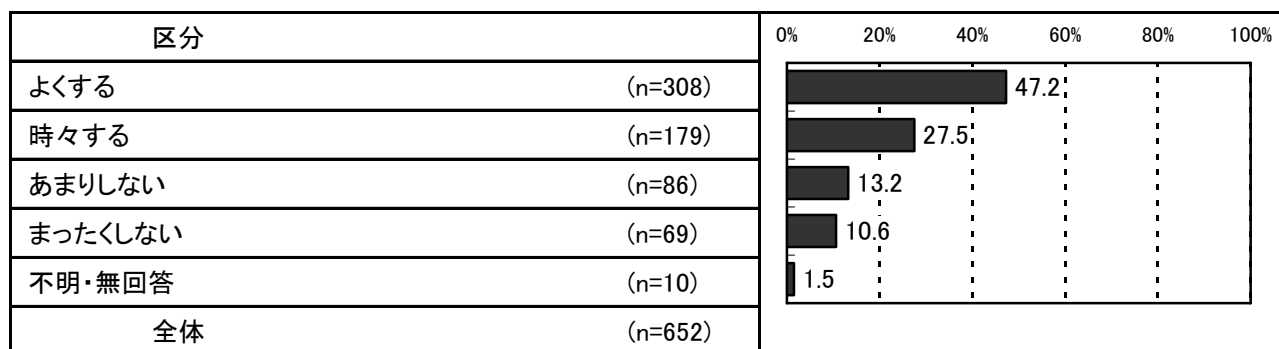 区分 0% 20% 40% 60% 80% 100%
よくする (n=308) 47.2
時々する (n=179) 27.5
あまりしない (n=86) 13.2
まったくしない (n=69) 10.6
不明・無回答 (n=10) 1.5
全体 (n=652)